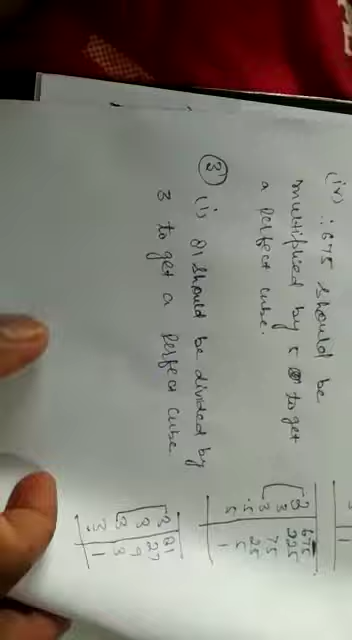 (iv) ∴ 675 should be
multiplied by 5 to get
a perfect cube.
3 | 675
3 | 225
3 | 75
5 | 25
5 | 5
1
③ (i) 81 should be divided by
3 to get a perfect cube
3 | 81
3 | 27
3 | 9
3 | 3
1